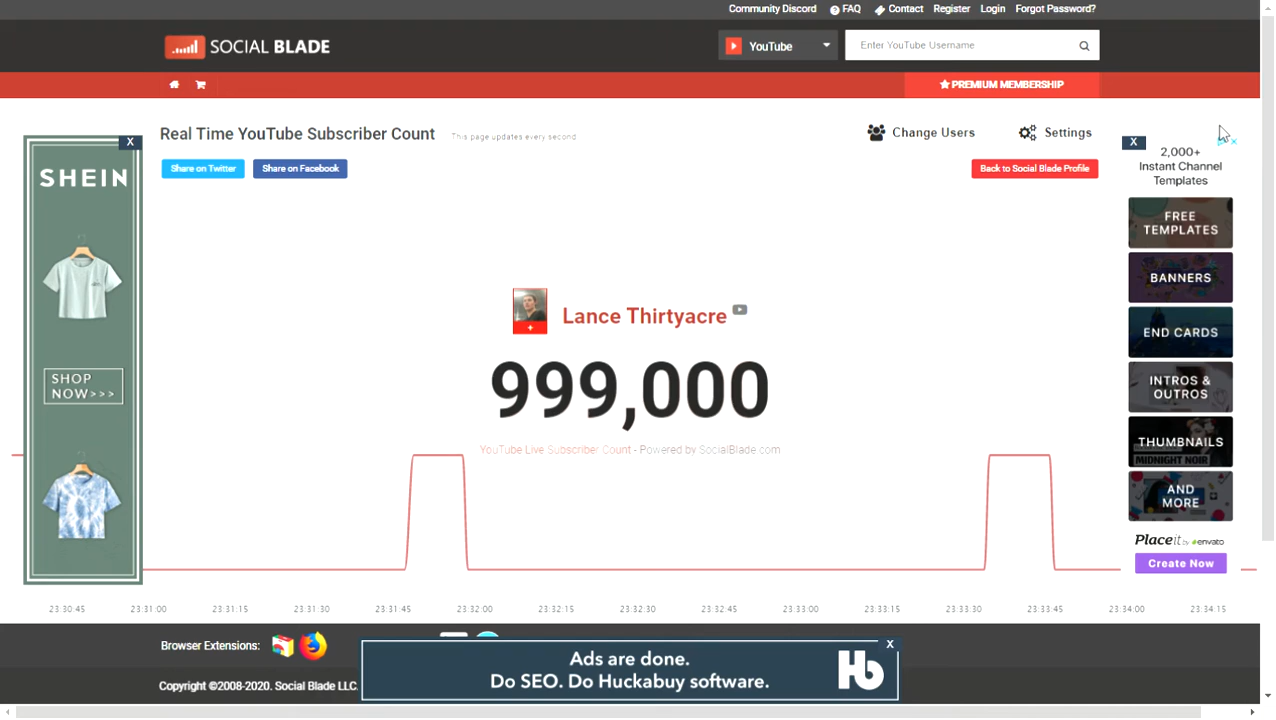 Community Discord FAQ Contact Register Login Forgot Password?
SOCIAL BLADE
YouTube
Enter YouTube Username
PREMIUM MEMBERSHIP
Real Time YouTube Subscriber Count
This page updates every second
Change Users
Settings
Share on Twitter
Share on Facebook
Back to Social Blade Profile
X
SHEIN
SHOP
NOW>>>
Lance Thirtyacre
999,000
YouTube Live Subscriber Count - Powered by SocialBlade.com
X
2,000+
Instant Channel
Templates
FREE
TEMPLATES
BANNERS
END CARDS
INTROS &
OUTROS
THUMBNAILS
MIDNIGHT NOIR
AND
MORE
Placeit by envato
Create Now
23:30:45 23:31:00 23:31:15 23:31:30 23:31:45 23:32:00 23:32:15 23:32:30 23:32:45 23:33:00 23:33:15 23:33:30 23:33:45 23:34:00 23:34:15
Browser Extensions:
X
Ads are done.
Do SEO. Do Huckabuy software.
Hb
Copyright ©2008-2020. Social Blade LLC.